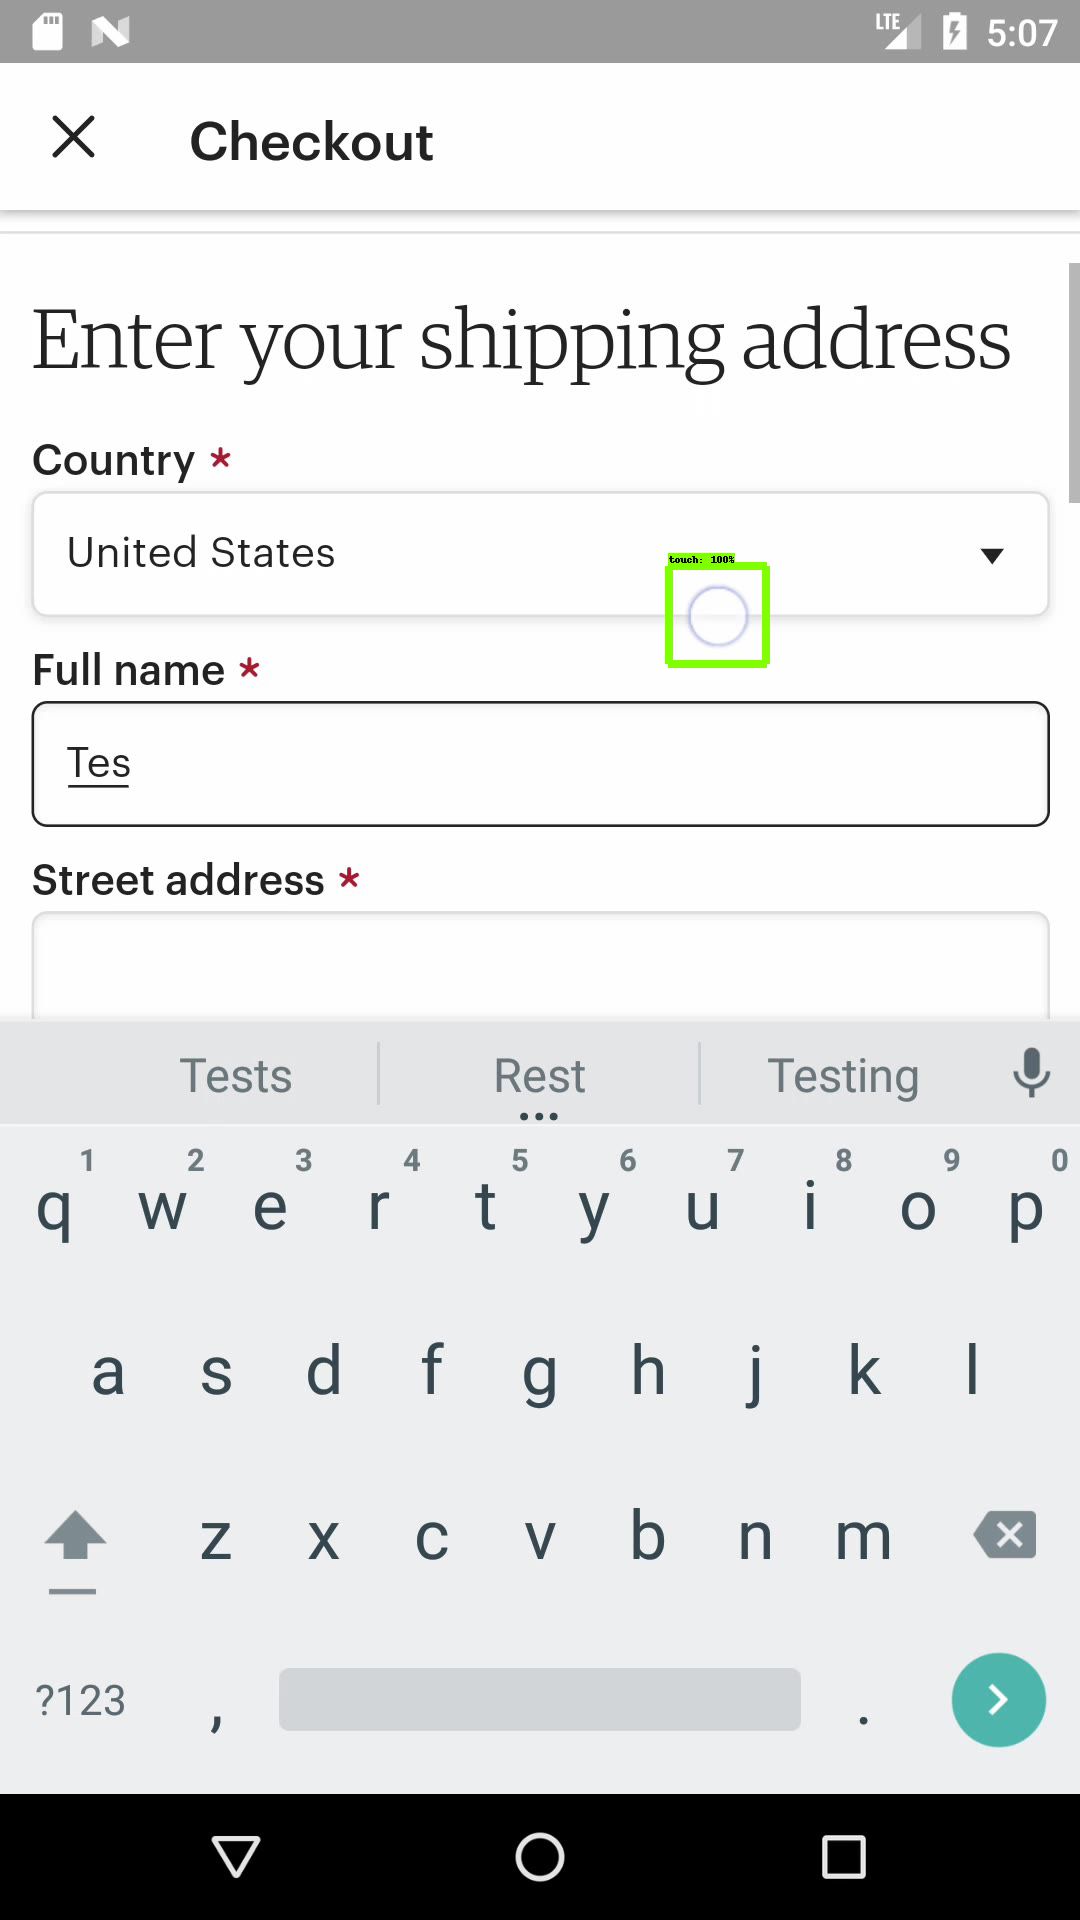 LTE 5:07
Checkout
Enter your shipping address
Country *
United States
touch: 100%
Full name *
Tes
Street address *
Tests Rest Testing
1 2 3 4 5 6 7 8 9 0
q w e r t y u i o p
a s d f g h j k l
z x c v b n m
?123 , .